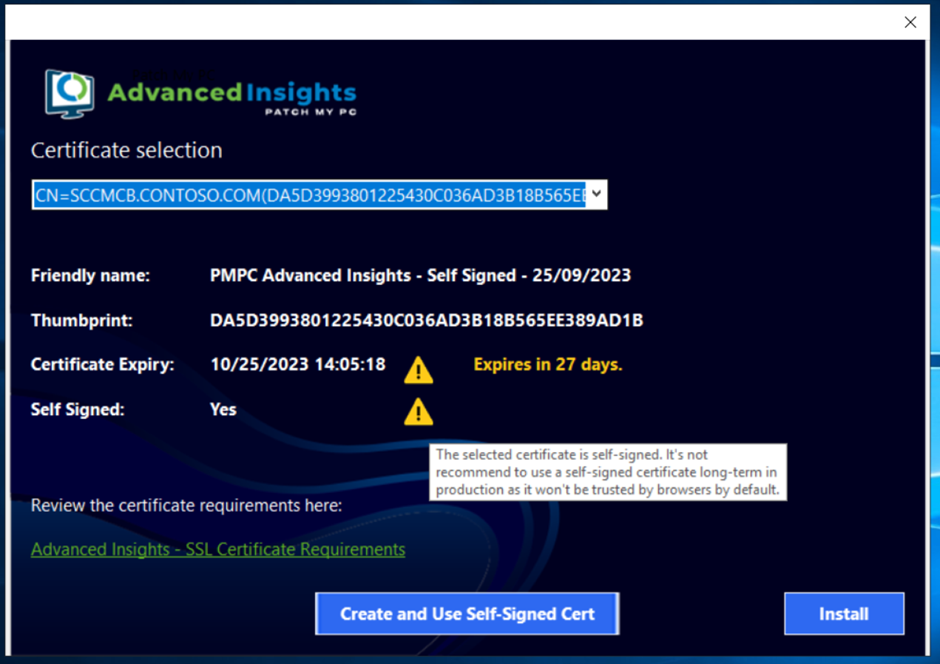 Advanced Insights
PATCH MY PC
Certificate selection
CN=SCCMCB.CONTOSO.COM(DA5D3993801225430C036AD3B18B565EE
Friendly name: PMPC Advanced Insights - Self Signed - 25/09/2023
Thumbprint: DA5D3993801225430C036AD3B18B565EE389AD1B
Certificate Expiry: 10/25/2023 14:05:18 Expires in 27 days.
Self Signed: Yes
The selected certificate is self-signed. It's not
recommend to use a self-signed certificate long-term in
production as it won't be trusted by browsers by default.
Review the certificate requirements here:
Advanced Insights - SSL Certificate Requirements
Create and Use Self-Signed Cert
Install